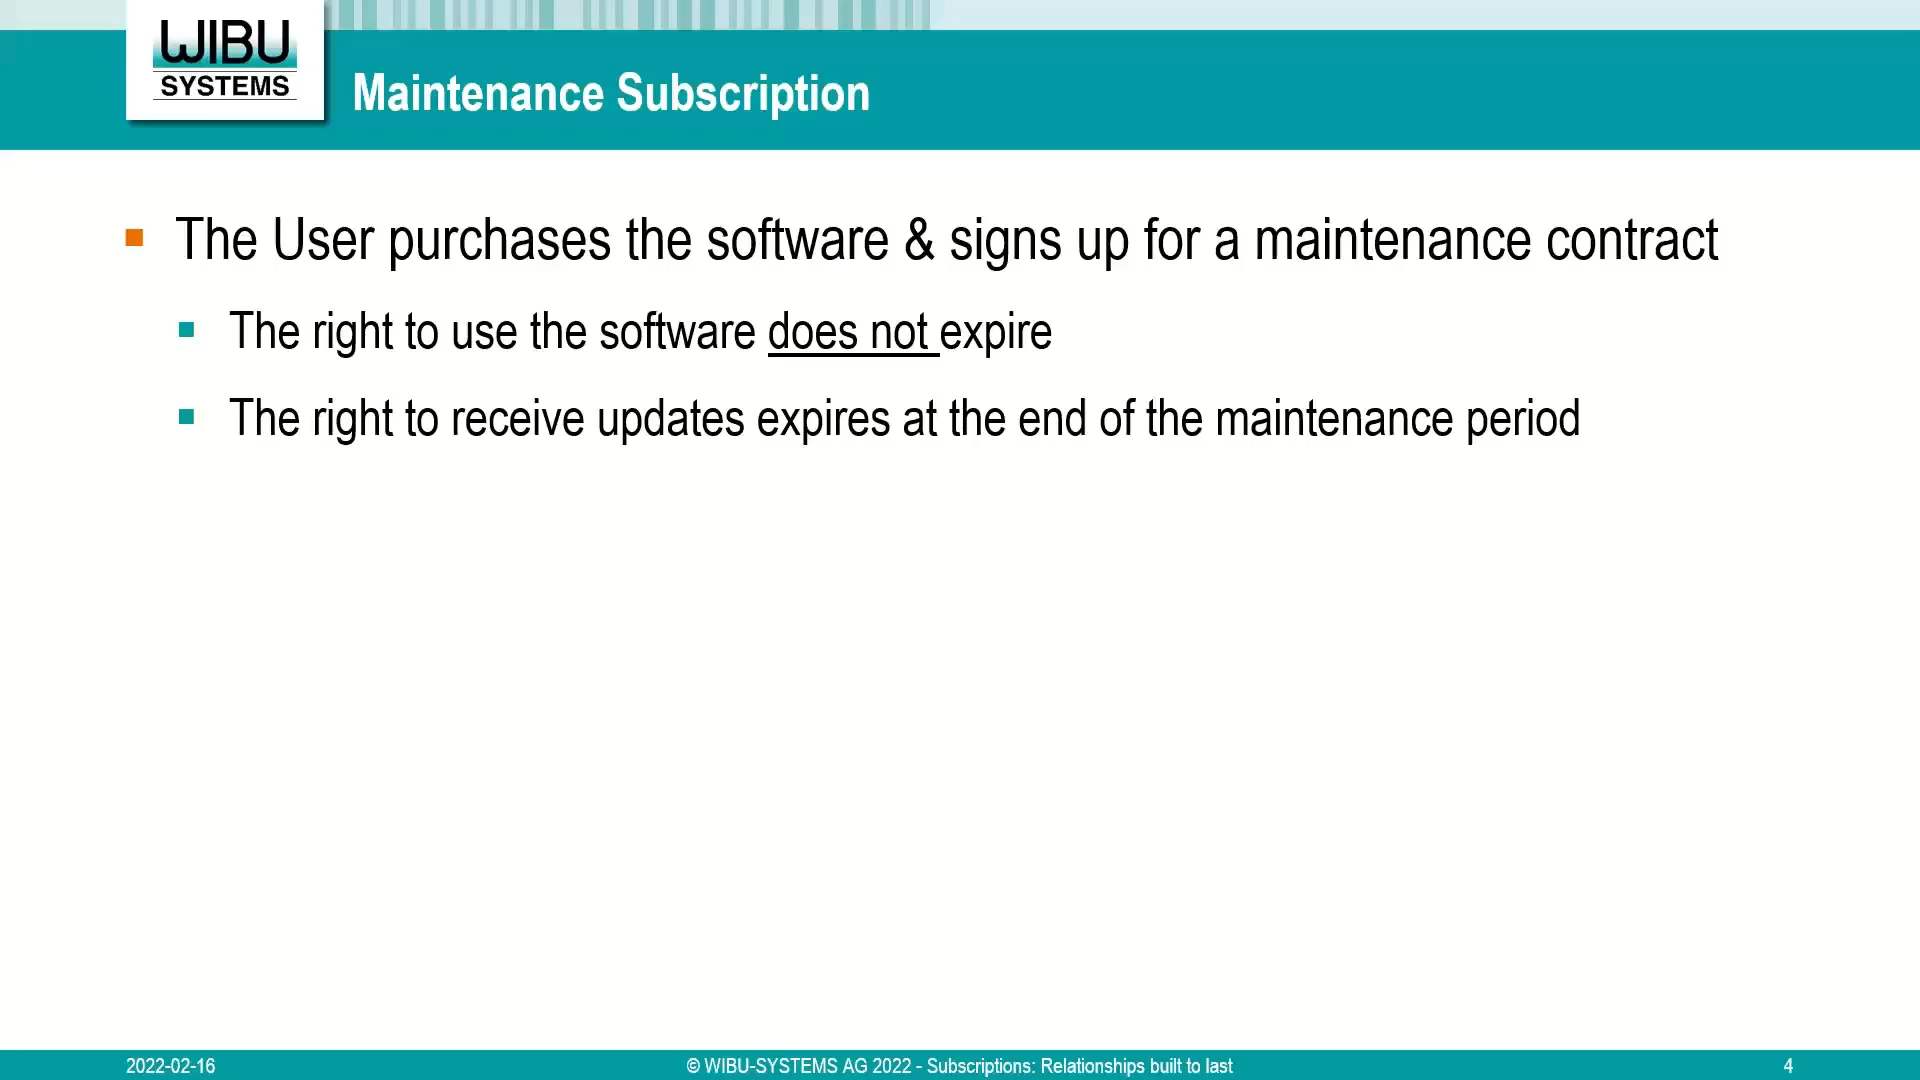 WIBU
SYSTEMS
Maintenance Subscription
The User purchases the software & signs up for a maintenance contract
The right to use the software does not expire
The right to receive updates expires at the end of the maintenance period
2022-02-16
© WIBU-SYSTEMS AG 2022 - Subscriptions: Relationships built to last
4